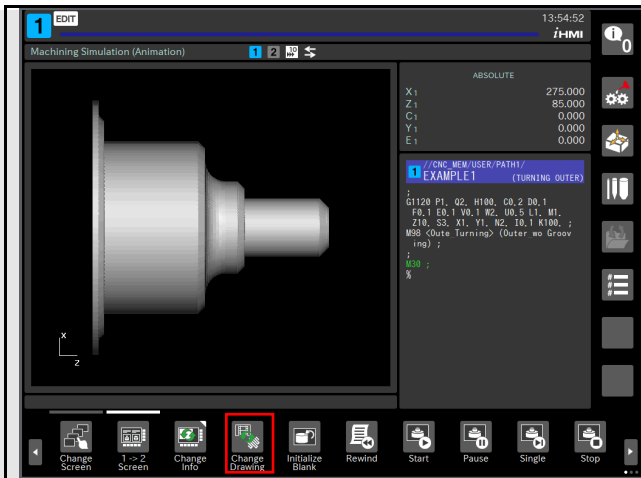 1 EDIT
13:54:52
iHMI
Machining Simulation (Animation)
1 2 10
0
ABSOLUTE
X1 275.000
Z1 85.000
C1 0.000
Y1 0.000
E1 0.000
//CNC_MEM/USER/PATH1/
1 EXAMPLE1 (TURNING OUTER)
;
G1120 P1. Q2. H100. C0.2 D0.1
F0.1 E0.1 V0.1 W2. U0.5 L1. M1.
Z10. S3. X1. Y1. N2. I0.1 K100. ;
M98 <Oute Turning> (Outer wo Groov
ing) ;
;
M30 ;
%
X
Z
Change Screen
1 -> 2 Screen
Change Info
Change Drawing
Initialize Blank
Rewind
Start
Pause
Single
Stop